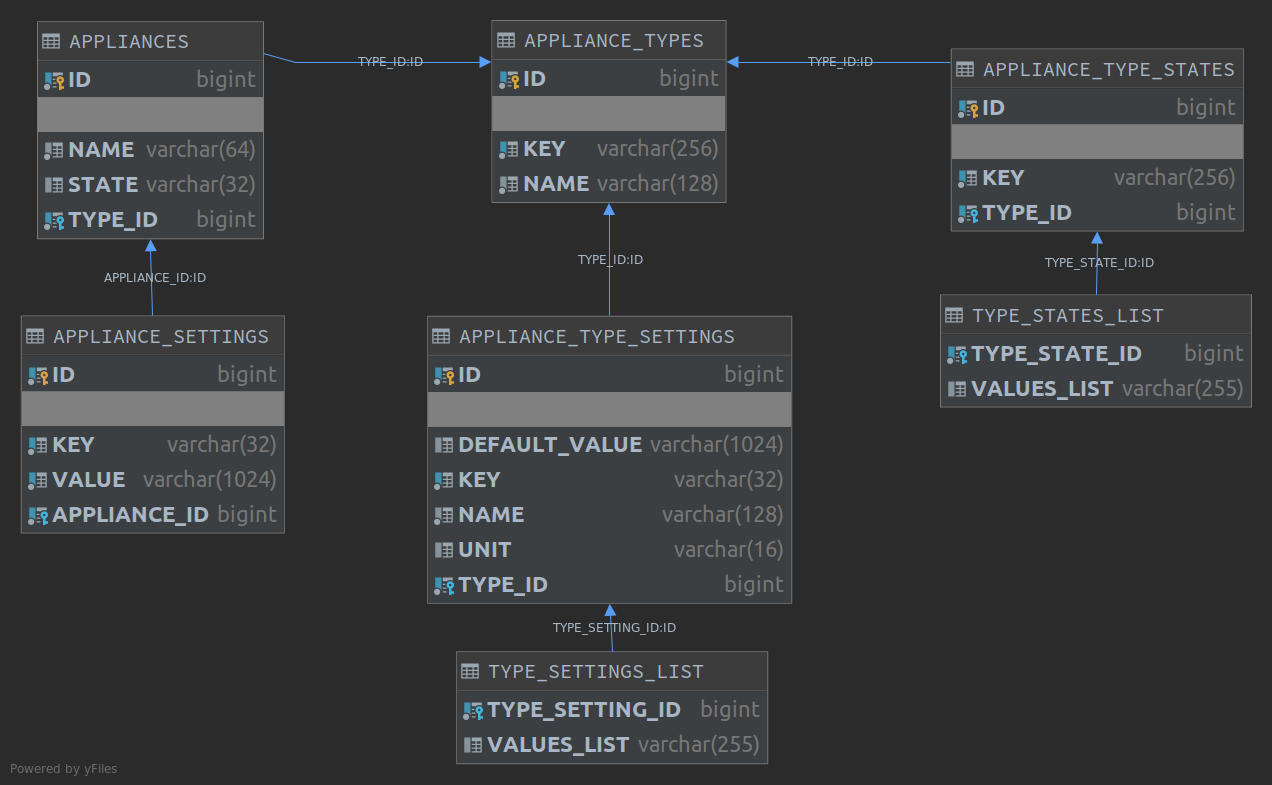 APPLIANCES
ID bigint
NAME varchar(64)
STATE varchar(32)
TYPE_ID bigint
TYPE_ID:ID
APPLIANCE_TYPES
ID bigint
KEY varchar(256)
NAME varchar(128)
TYPE_ID:ID
APPLIANCE_TYPE_STATES
ID bigint
KEY varchar(256)
TYPE_ID bigint
APPLIANCE_ID:ID
TYPE_ID:ID
TYPE_STATE_ID:ID
APPLIANCE_SETTINGS
ID bigint
KEY varchar(32)
VALUE varchar(1024)
APPLIANCE_ID bigint
APPLIANCE_TYPE_SETTINGS
ID bigint
DEFAULT_VALUE varchar(1024)
KEY varchar(32)
NAME varchar(128)
UNIT varchar(16)
TYPE_ID bigint
TYPE_STATES_LIST
TYPE_STATE_ID bigint
VALUES_LIST varchar(255)
TYPE_SETTING_ID:ID
TYPE_SETTINGS_LIST
TYPE_SETTING_ID bigint
VALUES_LIST varchar(255)
Powered by yFiles